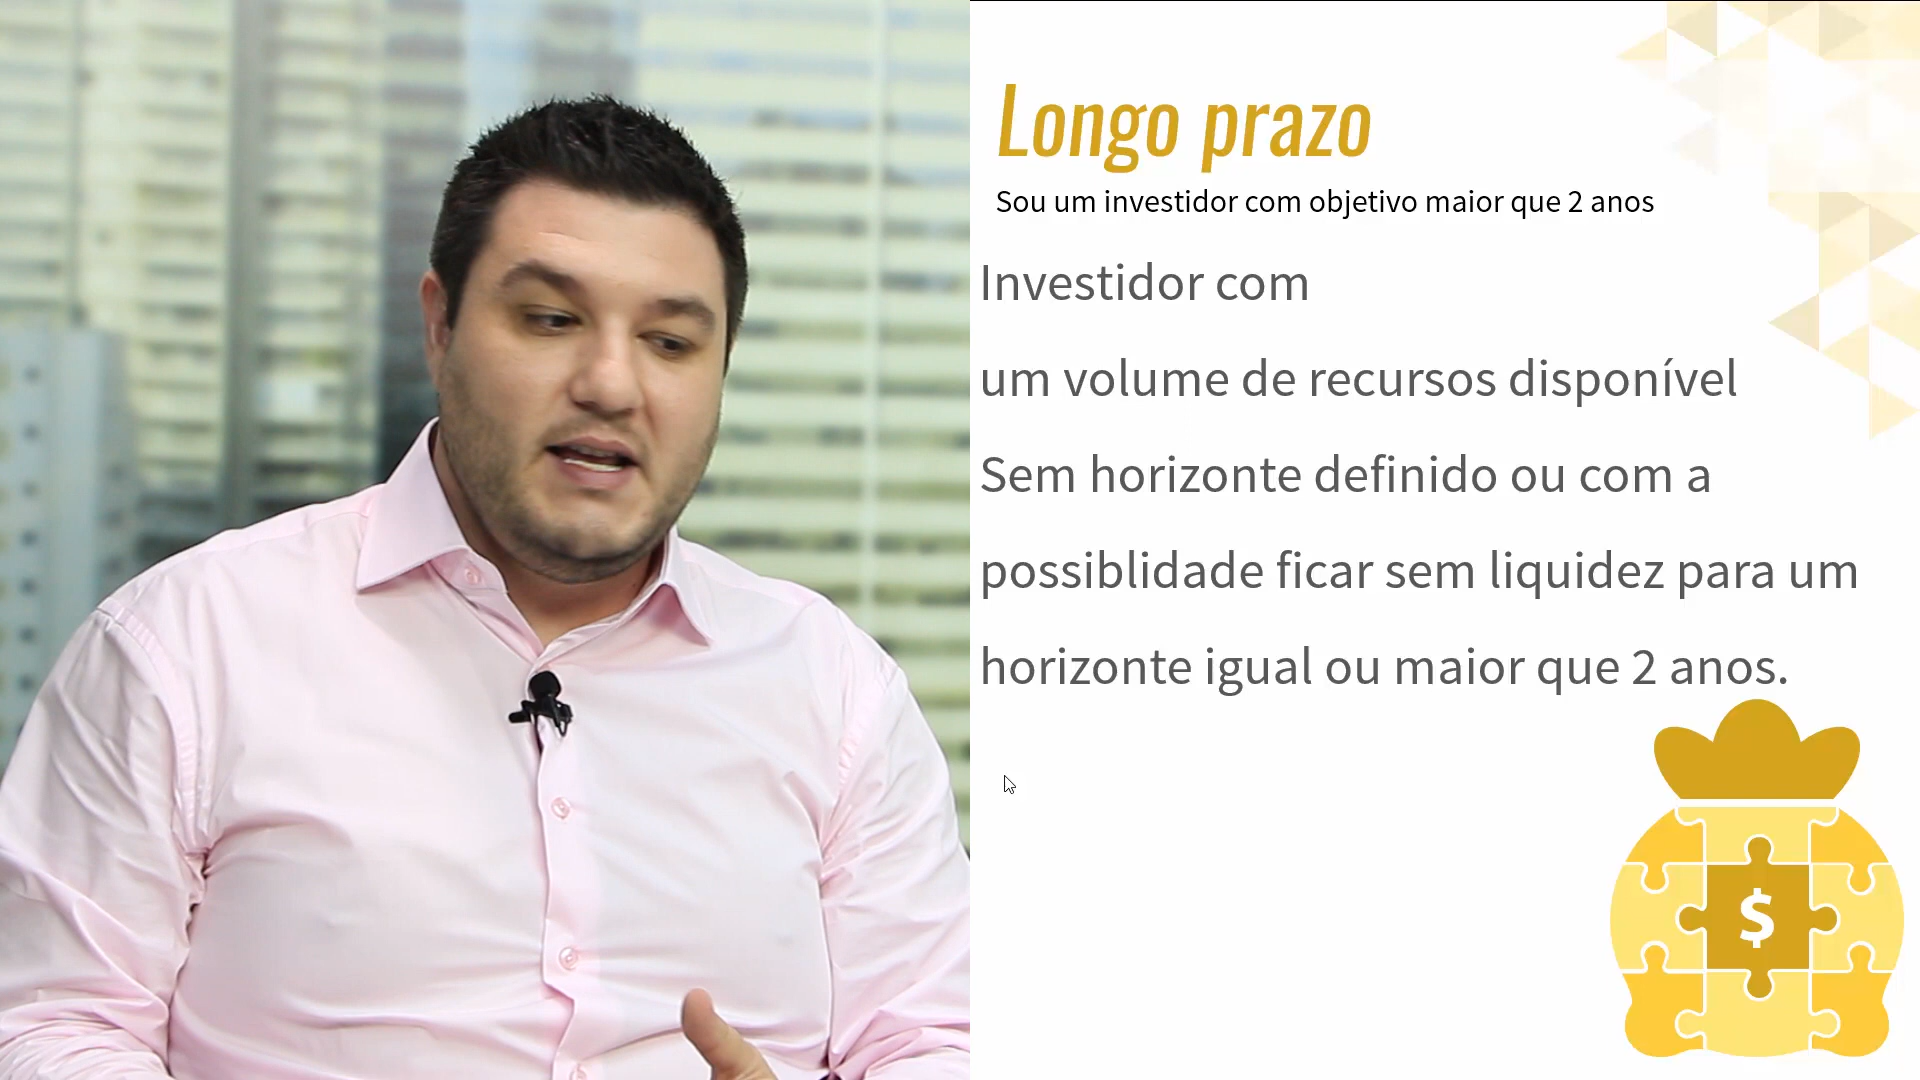 Longo prazo
Sou um investidor com objetivo maior que 2 anos
Investidor com
um volume de recursos disponível
Sem horizonte definido ou com a
possiblidade ficar sem liquidez para um
horizonte igual ou maior que 2 anos.
$